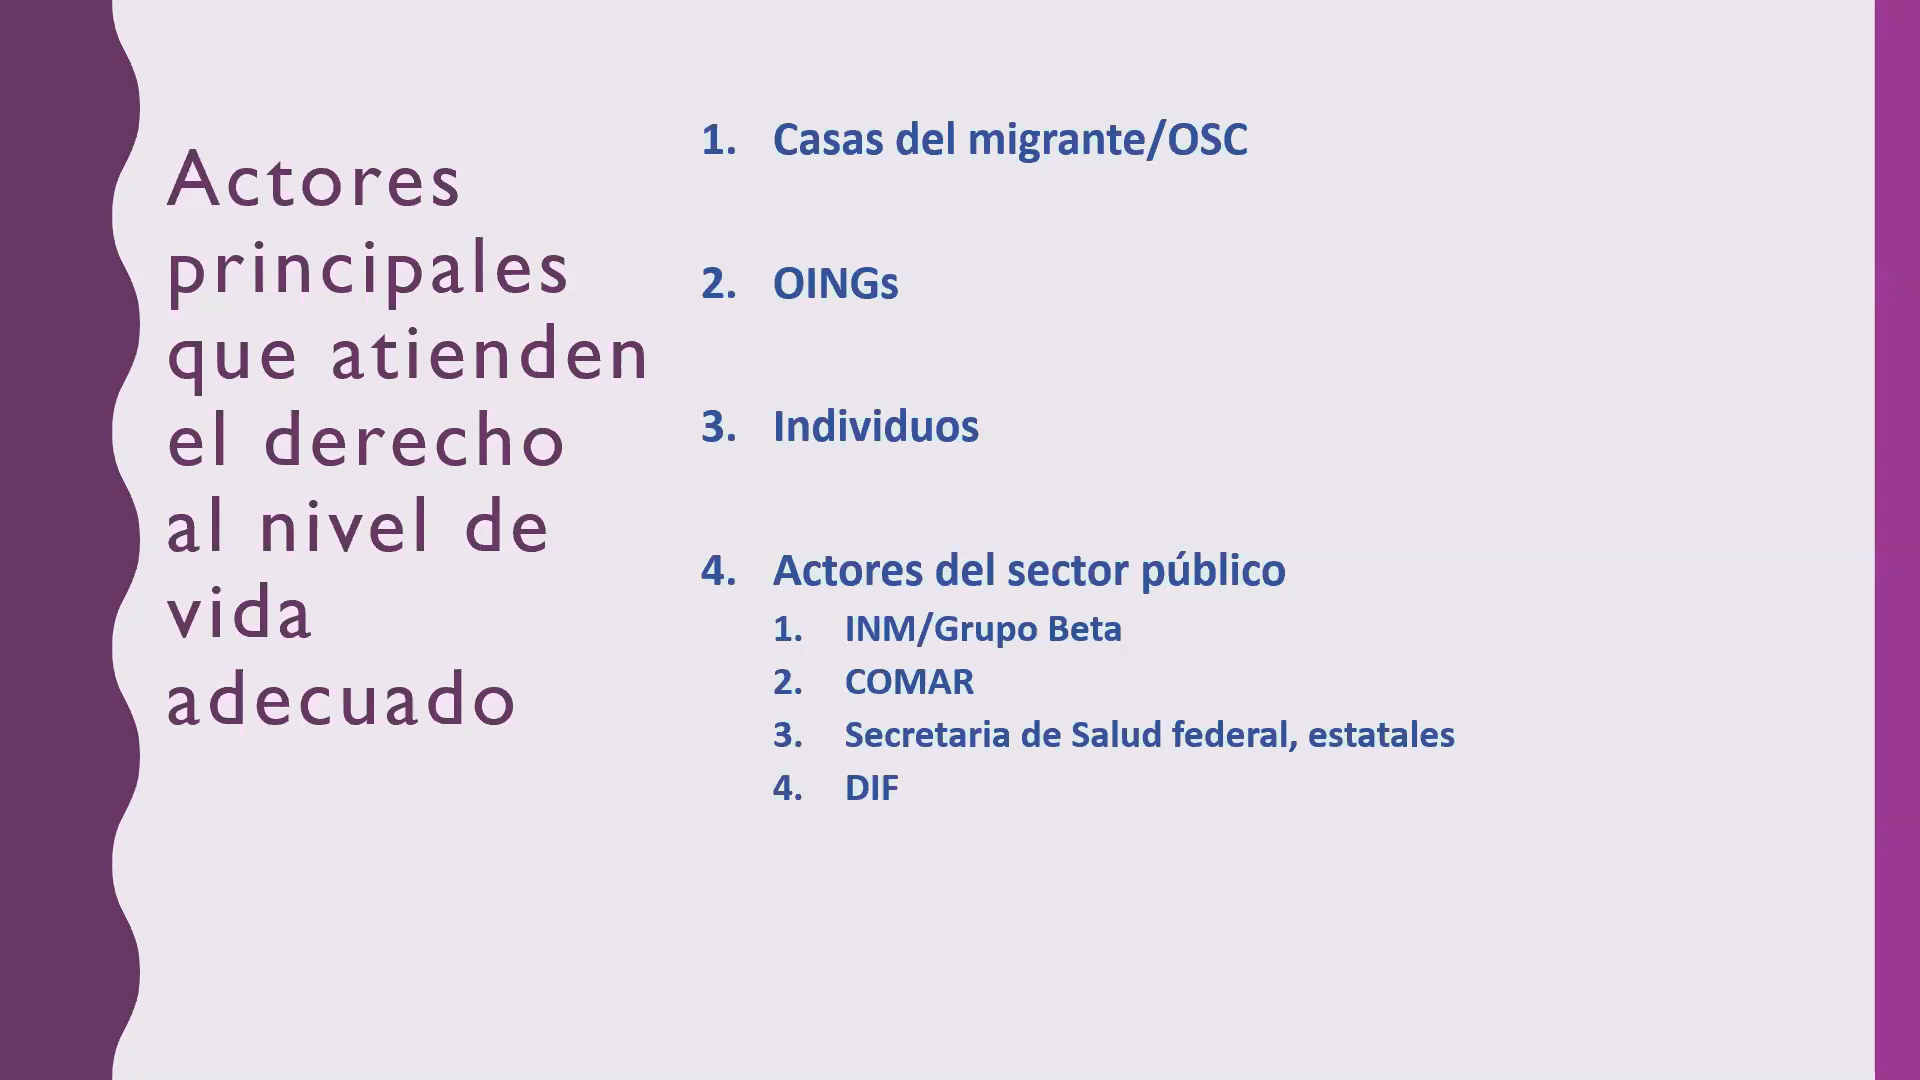 Actores
principales
que atienden
el derecho
al nivel de
vida
adecuado
1. Casas del migrante/OSC
2. OINGs
3. Individuos
4. Actores del sector público
1. INM/Grupo Beta
2. COMAR
3. Secretaria de Salud federal, estatales
4. DIF